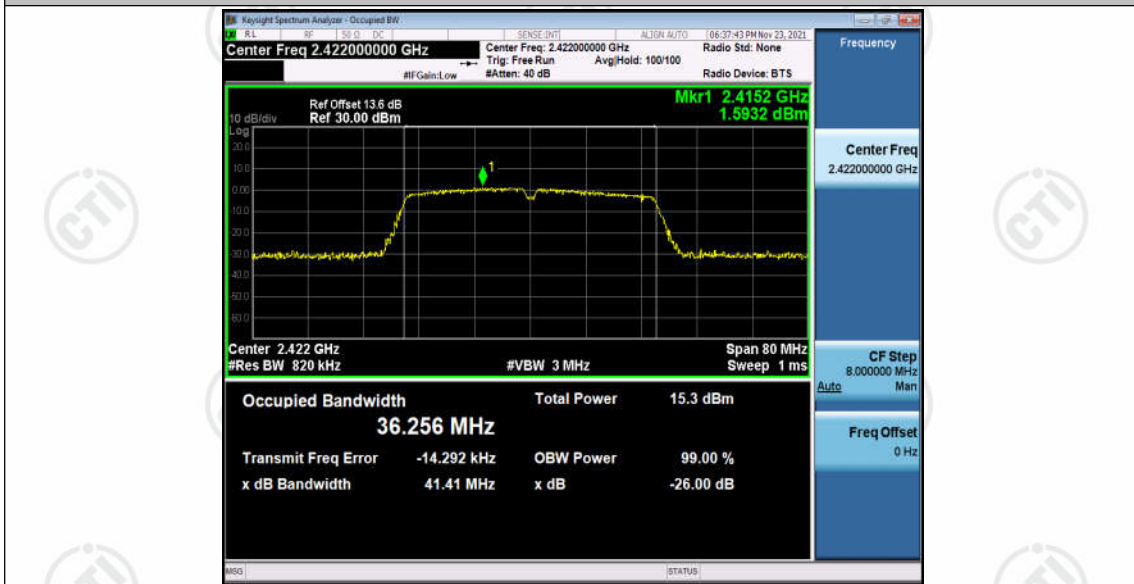 Keysight Spectrum Analyzer - Occupied BW
RL RF 50 Ω DC SENSE:INT ALIGN AUTO 06:37:43 PM Nov 23, 2021
Center Freq 2.422000000 GHz
Center Freq: 2.422000000 GHz Radio Std: None
Trig: Free Run Avg|Hold: 100/100
#IFGain:Low #Atten: 40 dB Radio Device: BTS
Frequency
Ref Offset 13.6 dB Mkr1 2.4152 GHz
10 dB/div Ref 30.00 dBm 1.5932 dBm
Log
20.0
10.0
0.00
-10.0
-20.0
-30.0
-40.0
-50.0
-60.0
1
Center Freq
2.422000000 GHz
Center 2.422 GHz Span 80 MHz
#Res BW 820 kHz #VBW 3 MHz Sweep 1 ms
CF Step
8.000000 MHz
Auto Man
Occupied Bandwidth Total Power 15.3 dBm
36.256 MHz
Freq Offset
0 Hz
Transmit Freq Error -14.292 kHz OBW Power 99.00 %
x dB Bandwidth 41.41 MHz x dB -26.00 dB
MSG STATUS
CTI
CTI